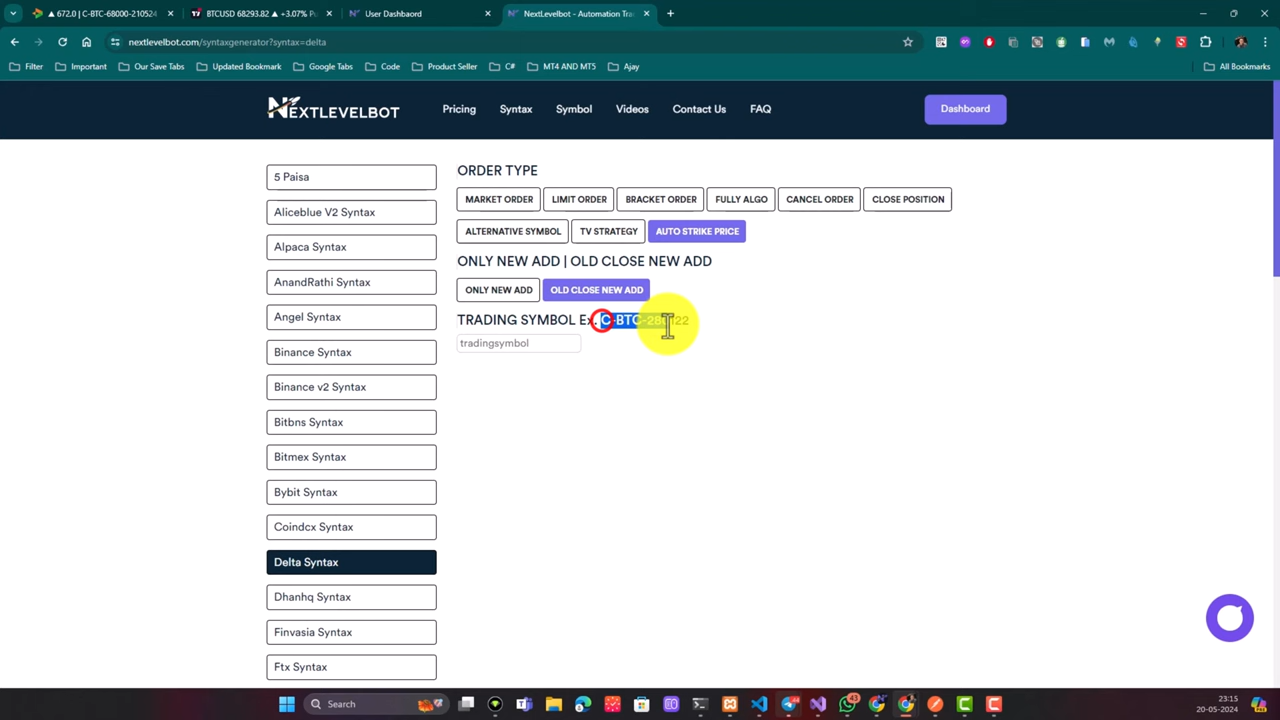 672.0 | C-BTC-68000-210524
BTCUSD 68293.82 ▲ +3.07%
User Dashbaord
NextLevelbot - Automation Tra
nextlevelbot.com/syntaxgenerator?syntax=delta
Filter
Important
Our Save Tabs
Updated Bookmark
Google Tabs
Code
Product Seller
C#
MT4 AND MT5
Ajay
All Bookmarks
NEXTLEVELBOT
Pricing
Syntax
Symbol
Videos
Contact Us
FAQ
Dashboard
5 Paisa
Aliceblue V2 Syntax
Alpaca Syntax
AnandRathi Syntax
Angel Syntax
Binance Syntax
Binance v2 Syntax
Bitbns Syntax
Bitmex Syntax
Bybit Syntax
Coindcx Syntax
Delta Syntax
Dhanhq Syntax
Finvasia Syntax
Ftx Syntax
ORDER TYPE
MARKET ORDER
LIMIT ORDER
BRACKET ORDER
FULLY ALGO
CANCEL ORDER
CLOSE POSITION
ALTERNATIVE SYMBOL
TV STRATEGY
AUTO STRIKE PRICE
ONLY NEW ADD | OLD CLOSE NEW ADD
ONLY NEW ADD
OLD CLOSE NEW ADD
TRADING SYMBOL Ex. C-BTC-
tradingsymbol
Search
43
23:15
20-05-2024